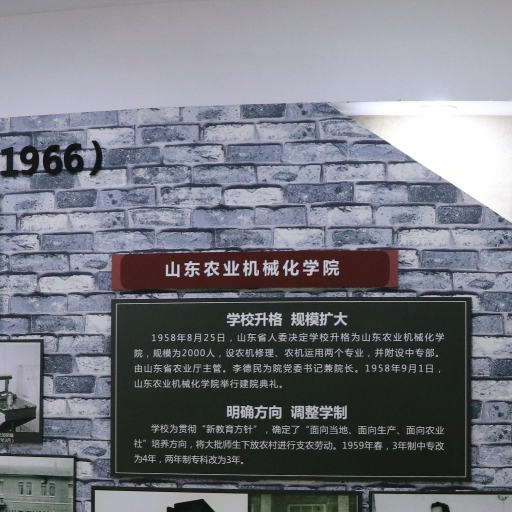 1966）
山东农业机械化学院
学校升格 规模扩大
1958年8月25日，山东省人委决定学校升格为山东农业机械化学
院，规模为2000人，设农机修理、农机运用两个专业，并附设中专部。
由山东省农业厅主管。李德民为院党委书记兼院长。1958年9月1日，
山东农业机械化学院举行建院典礼。
明确方向 调整学制
学校为贯彻“新教育方针”，确定了“面向当地、面向生产、面向农业
社”培养方向，将大批师生下放农村进行支农劳动。1959年春，3年制中专改
为4年，两年制专科改为3年。